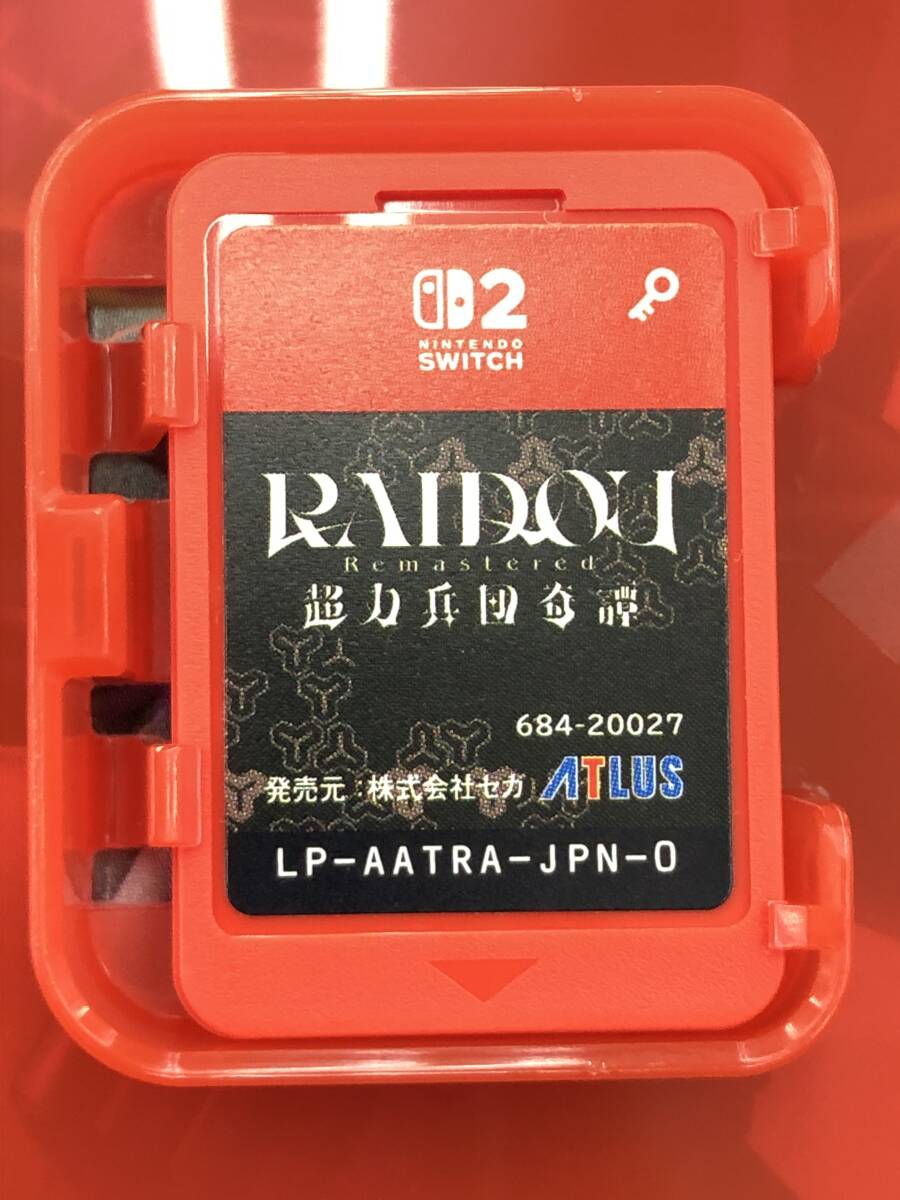 2
NINTENDO
SWITCH
RAIDOU
Remastered
超力兵団奇譚
684-20027
発売元:株式会社セガ ATLUS
LP-AATRA-JPN-0